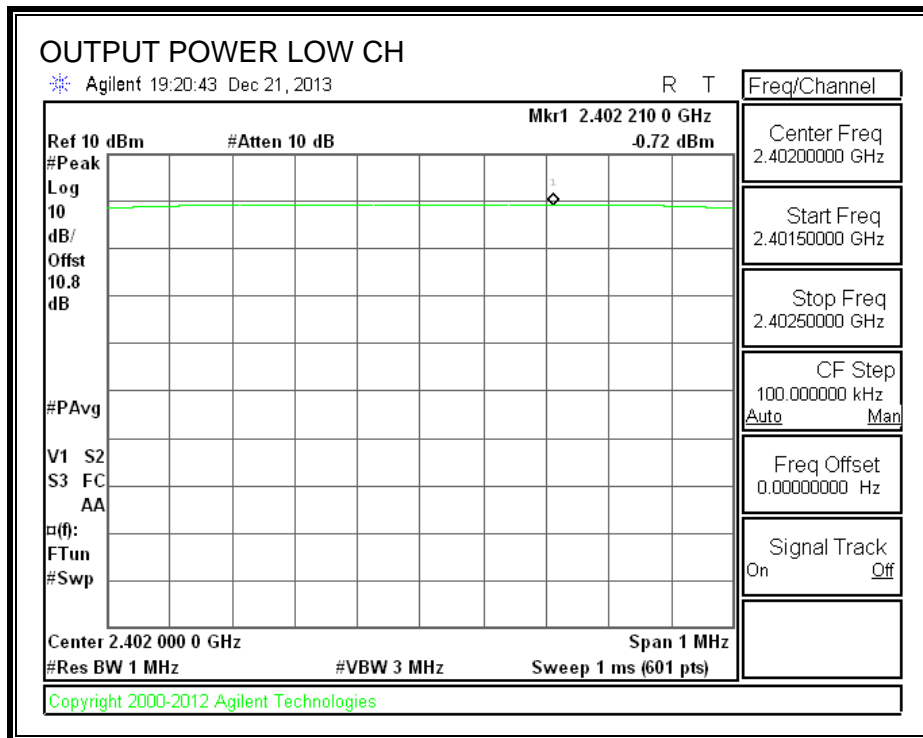 OUTPUT POWER LOW CH
Agilent 19:20:43 Dec 21, 2013 R T
Mkr1 2.402 210 0 GHz
Ref 10 dBm #Atten 10 dB -0.72 dBm
#Peak
Log
10
dB/
Offst
10.8
dB
1
#PAvg
V1 S2
S3 FC
AA
¤(f):
FTun
#Swp
Center 2.402 000 0 GHz Span 1 MHz
#Res BW 1 MHz #VBW 3 MHz Sweep 1 ms (601 pts)
Copyright 2000-2012 Agilent Technologies
Freq/Channel
Center Freq
2.40200000 GHz
Start Freq
2.40150000 GHz
Stop Freq
2.40250000 GHz
CF Step
100.000000 kHz
Auto Man
Freq Offset
0.00000000 Hz
Signal Track
On Off